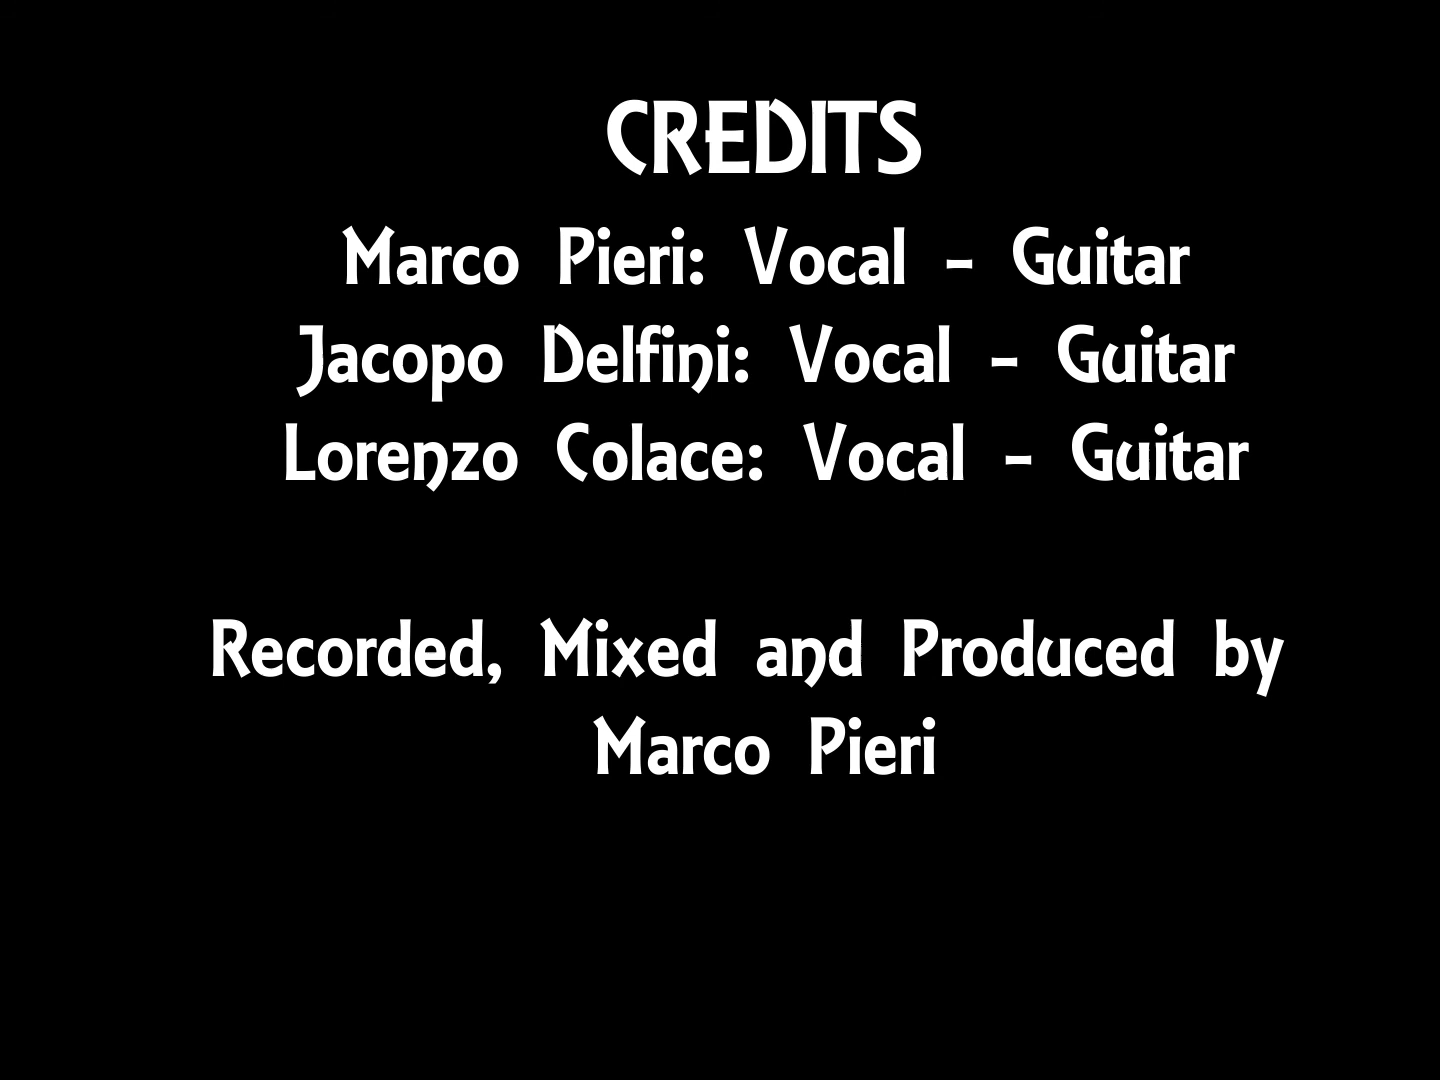 CREDITS
Marco Pieri: Vocal - Guitar
Jacopo Delfini: Vocal - Guitar
Lorenzo Colace: Vocal - Guitar
Recorded, Mixed and Produced by
Marco Pieri